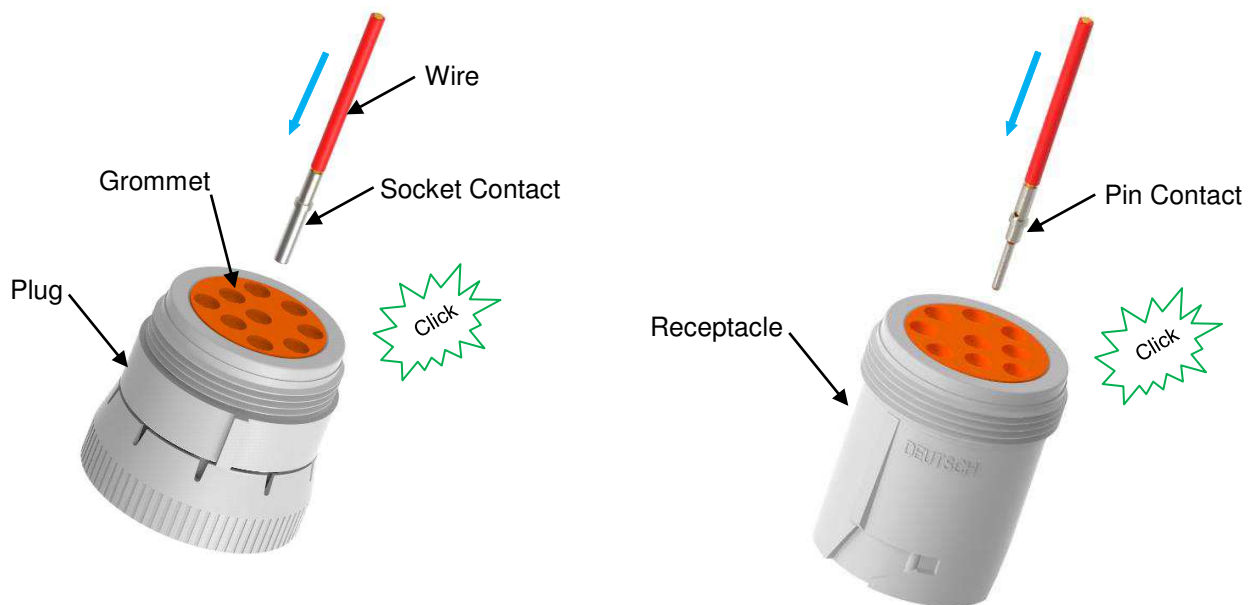 Wire
Grommet
Socket Contact
Plug
Click
Pin Contact
Receptacle
Click
DEUTSCH